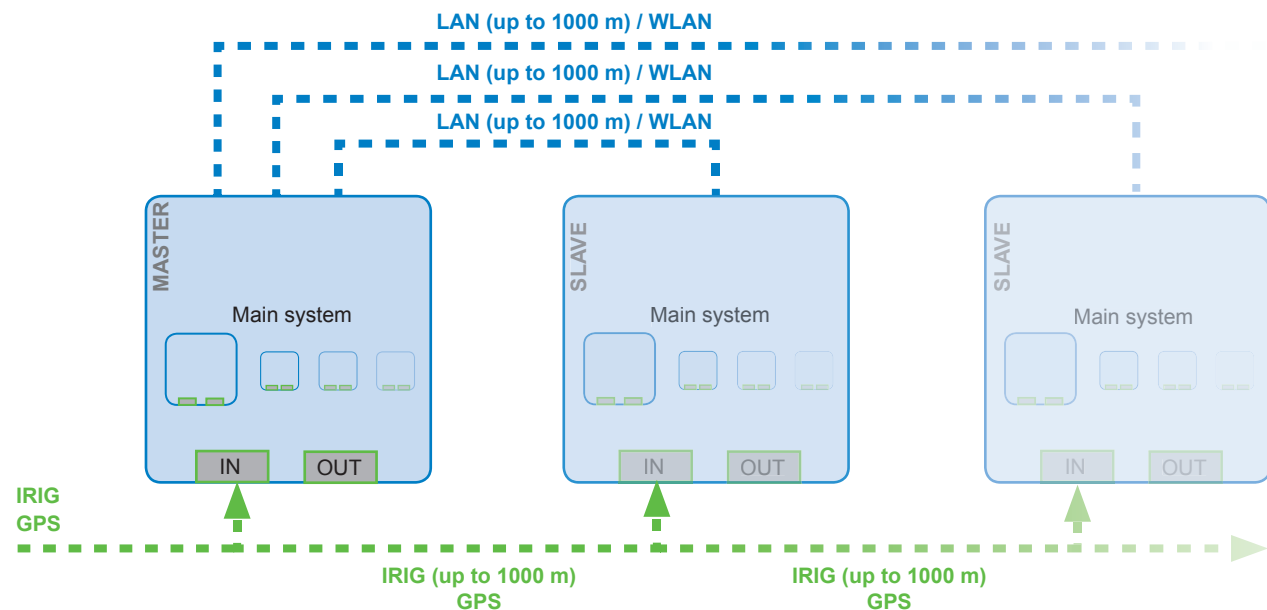 LAN (up to 1000 m) / WLAN
LAN (up to 1000 m) / WLAN
LAN (up to 1000 m) / WLAN
MASTER
Main system
IN
OUT
SLAVE
Main system
IN
OUT
SLAVE
Main system
IN
OUT
IRIG
GPS
IRIG (up to 1000 m)
GPS
IRIG (up to 1000 m)
GPS